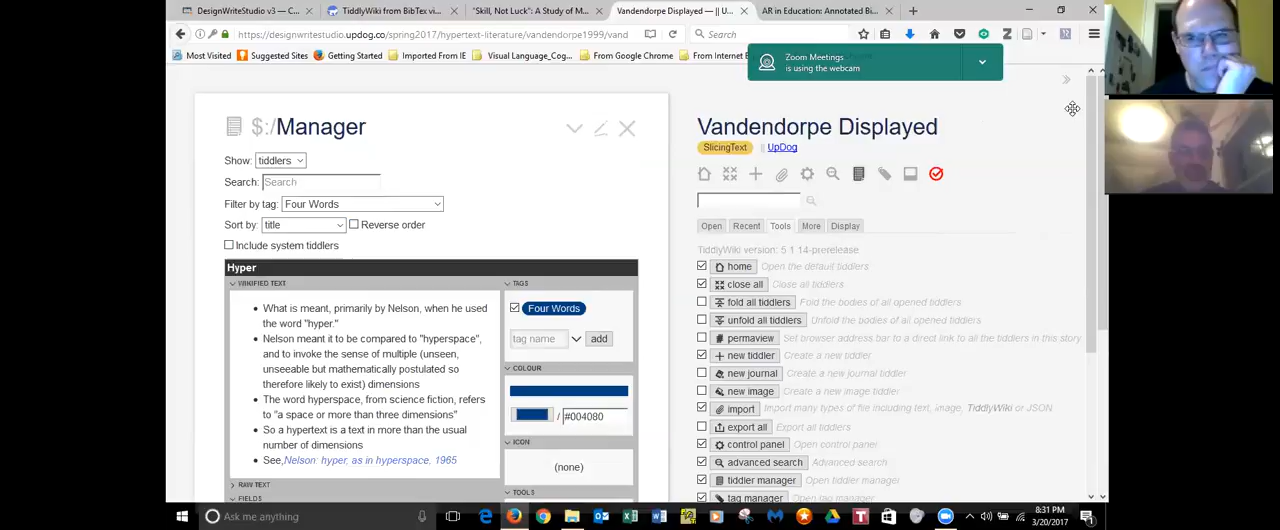 DesignWriteStudio v3 — C...
TiddlyWiki from BibTex vi...
"Skill, Not Luck": A Study of M...
Vandendorpe Displayed — || U...
AR in Education: Annotated Bi...
https://designwritestudio.updog.co/spring2017/hypertext-literature/vandendorpe1999/vand
Search
Most Visited
Suggested Sites
Getting Started
Imported From IE
Visual Language_Cog...
From Google Chrome
From Internet
Zoom Meetings
is using the webcam
$:/Manager
Show: tiddlers
Search: Search
Filter by tag: Four Words
Sort by: title Reverse order
Include system tiddlers
Hyper
WIKIFIED TEXT
What is meant, primarily by Nelson, when he used
the word "hyper."
Nelson meant it to be compared to "hyperspace",
and to invoke the sense of multiple (unseen,
unseeable but mathematically postulated so
therefore likely to exist) dimensions
The word hyperspace, from science fiction, refers
to "a space or more than three dimensions"
So a hypertext is a text in more than the usual
number of dimensions
See,Nelson: hyper, as in hyperspace, 1965
RAW TEXT
FIELDS
TAGS
Four Words
tag name add
COLOUR
/ #004080
ICON
(none)
TOOLS
Vandendorpe Displayed
SlicingText || UpDog
Open Recent Tools More Display
TiddlyWiki version: 5.1.14-prerelease
home Open the default tiddlers
close all Close all tiddlers
fold all tiddlers Fold the bodies of all opened tiddlers
unfold all tiddlers Unfold the bodies of all opened tiddlers
permaview Set browser address bar to a direct link to all the tiddlers in this story
new tiddler Create a new tiddler
new journal Create a new journal tiddler
new image Create a new image tiddler
import Import many types of file including text, image, TiddlyWiki or JSON
export all Export all tiddlers
control panel Open control panel
advanced search Advanced search
tiddler manager Open tiddler manager
tag manager Open tag manager
Ask me anything
8:31 PM
3/20/2017